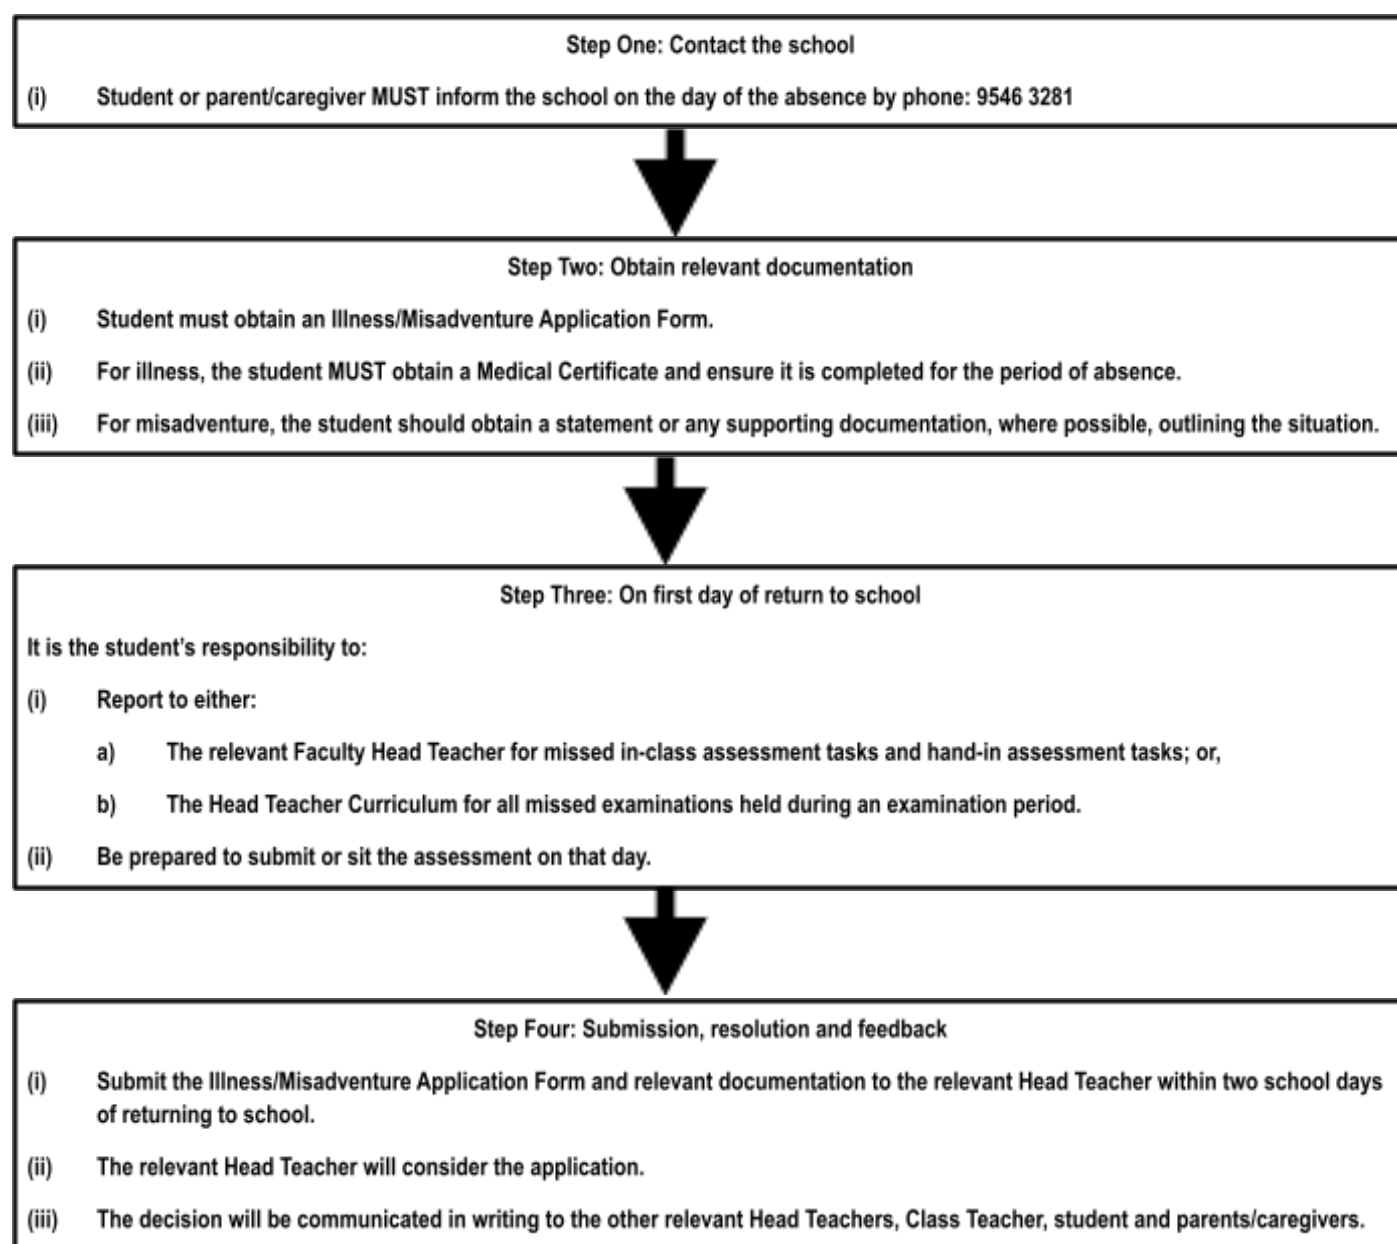 Step One: Contact the school
(i) Student or parent/caregiver MUST inform the school on the day of the absence by phone: 9546 3281
Step Two: Obtain relevant documentation
(i) Student must obtain an Illness/Misadventure Application Form.
(ii) For illness, the student MUST obtain a Medical Certificate and ensure it is completed for the period of absence.
(iii) For misadventure, the student should obtain a statement or any supporting documentation, where possible, outlining the situation.
Step Three: On first day of return to school
It is the student's responsibility to:
(i) Report to either:
a) The relevant Faculty Head Teacher for missed in-class assessment tasks and hand-in assessment tasks; or,
b) The Head Teacher Curriculum for all missed examinations held during an examination period.
(ii) Be prepared to submit or sit the assessment on that day.
Step Four: Submission, resolution and feedback
(i) Submit the Illness/Misadventure Application Form and relevant documentation to the relevant Head Teacher within two school days
of returning to school.
(ii) The relevant Head Teacher will consider the application.
(iii) The decision will be communicated in writing to the other relevant Head Teachers, Class Teacher, student and parents/caregivers.